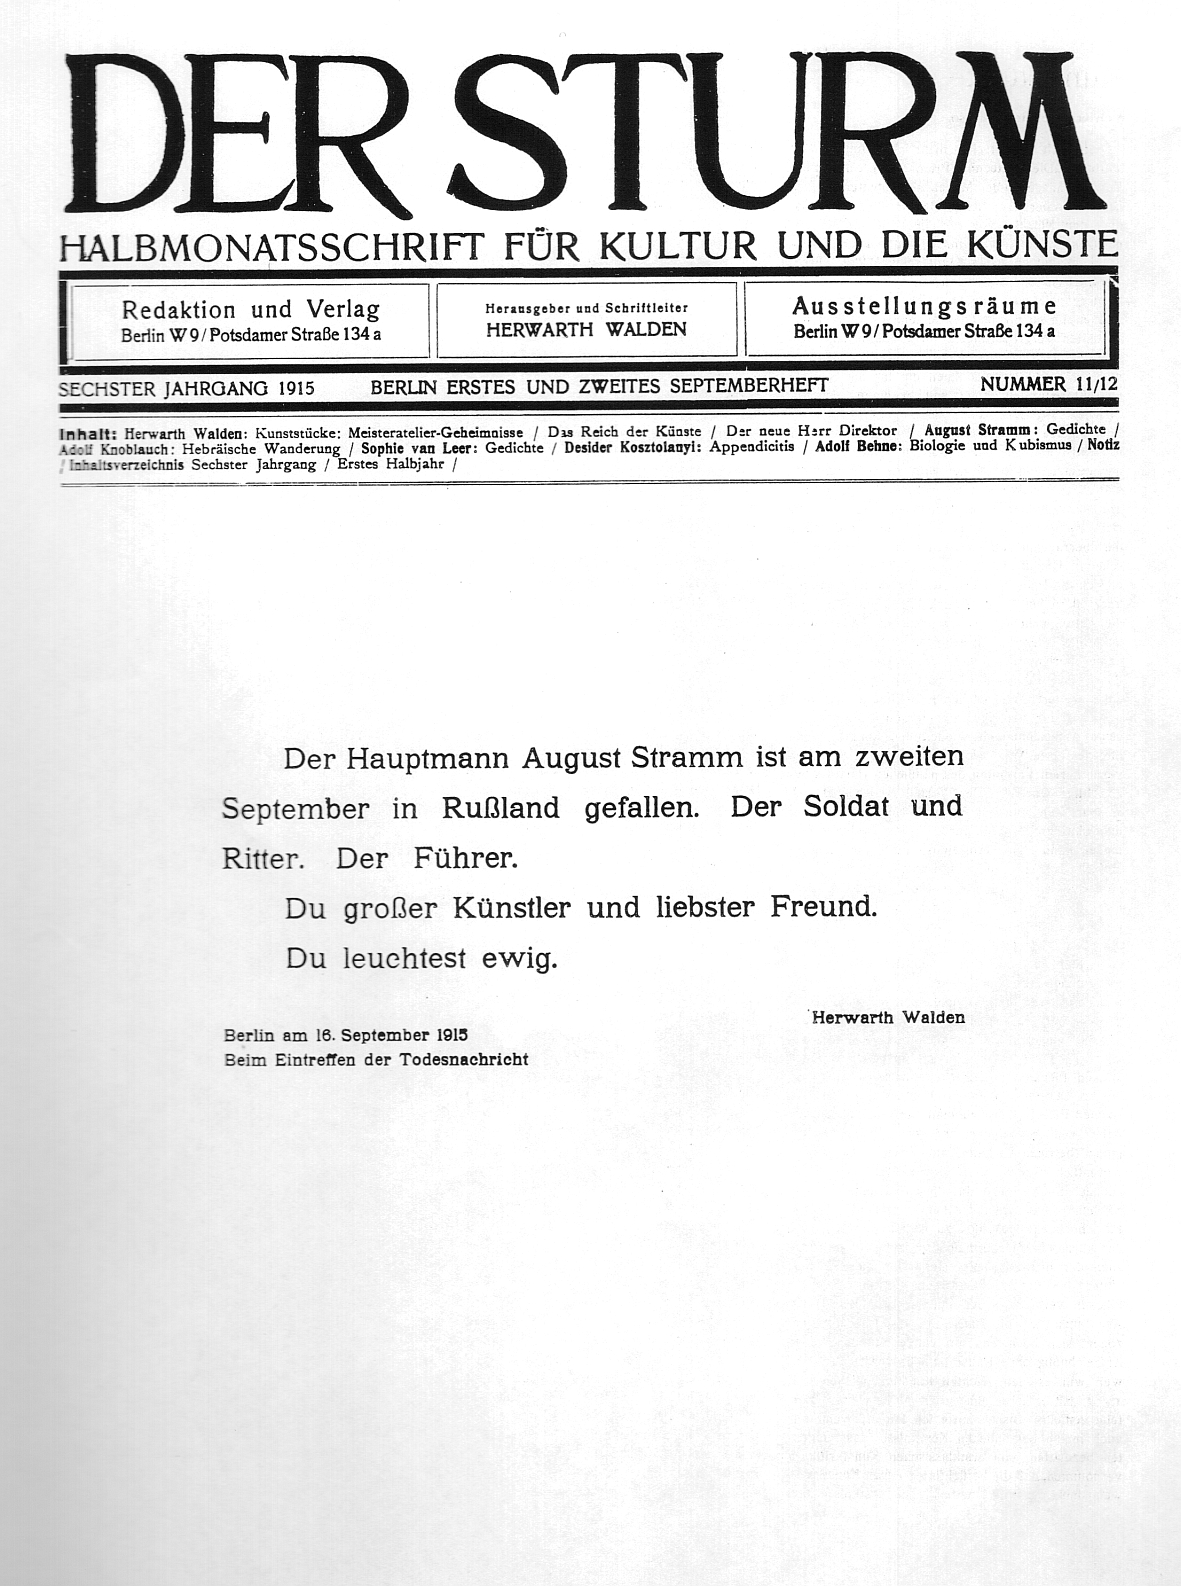 DER STURM
HALBMONATSSCHRIFT FÜR KULTUR UND DIE KÜNSTE
Redaktion und Verlag
Berlin W 9 / Potsdamer Straße 134 a
Herausgeber und Schriftleiter
HERWARTH WALDEN
Ausstellungsräume
Berlin W 9 / Potsdamer Straße 134 a
SECHSTER JAHRGANG 1915 BERLIN ERSTES UND ZWEITES SEPTEMBERHEFT NUMMER 11/12
Inhalt: Herwarth Walden: Kunststücke: Meisteratelier-Geheimnisse / Das Reich der Künste / Der neue Herr Direktor / August Stramm: Gedichte /
Adolf Knoblauch: Hebräische Wanderung / Sophie van Leer: Gedichte / Desider Kosztolanyi: Appendicitis / Adolf Behne: Biologie und Kubismus / Notiz
/ Inhaltsverzeichnis Sechster Jahrgang / Erstes Halbjahr /
Der Hauptmann August Stramm ist am zweiten
September in Rußland gefallen. Der Soldat und
Ritter. Der Führer.
Du großer Künstler und liebster Freund.
Du leuchtest ewig.
Herwarth Walden
Berlin am 16. September 1915
Beim Eintreffen der Todesnachricht